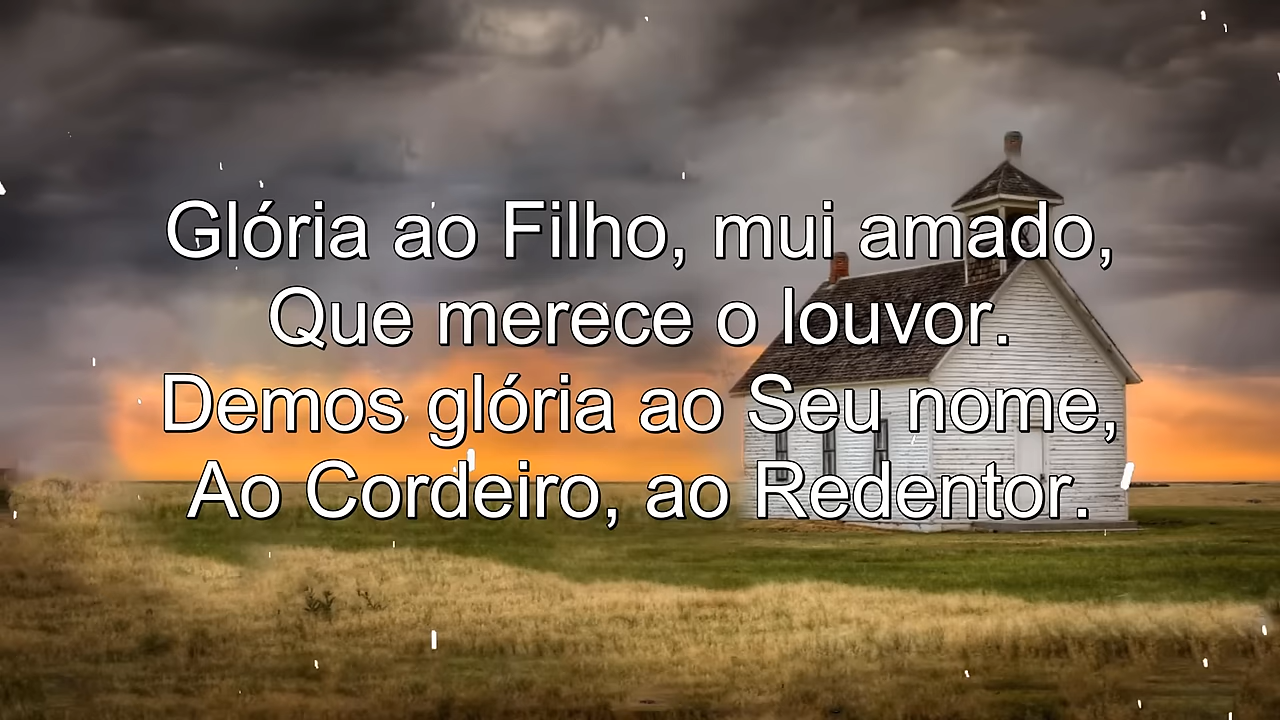 Glória ao Filho, mui amado,
Que merece o louvor.
Demos glória ao Seu nome,
Ao Cordeiro, ao Redentor.